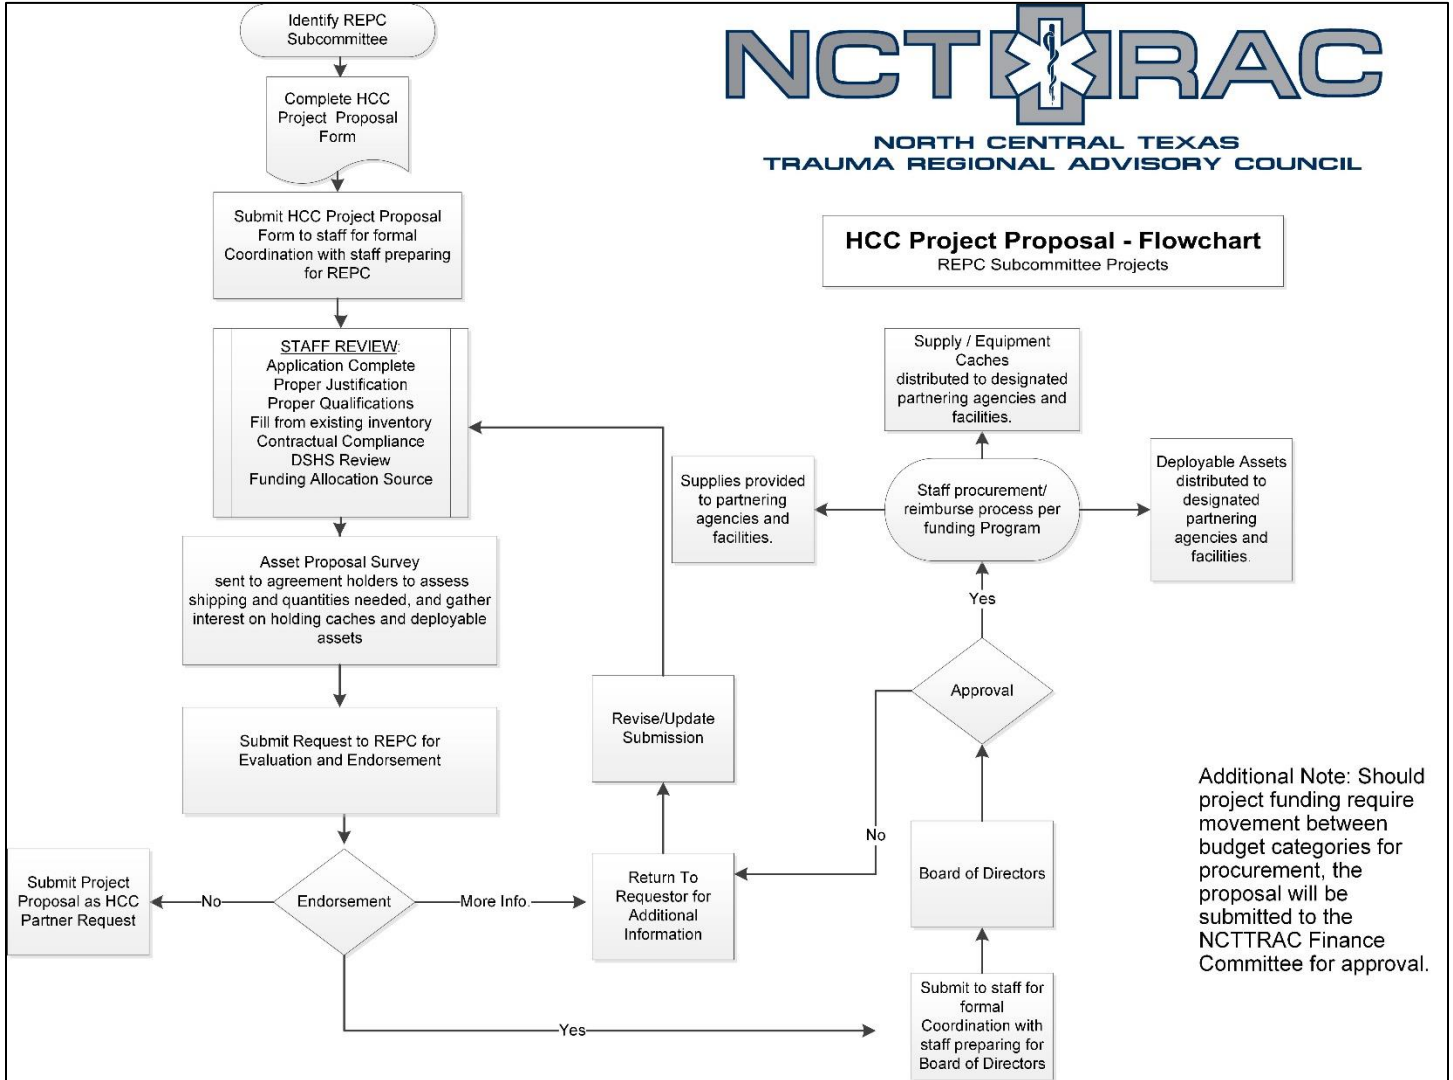 Identify REPC
Subcommittee
Complete HCC
Project Proposal
Form
Submit HCC Project Proposal
Form to staff for formal
Coordination with staff preparing
for REPC
STAFF REVIEW:
Application Complete
Proper Justification
Proper Qualifications
Fill from existing inventory
Contractual Compliance
DSHS Review
Funding Allocation Source
Asset Proposal Survey
sent to agreement holders to assess
shipping and quantities needed, and gather
interest on holding caches and deployable
assets
Submit Request to REPC for
Evaluation and Endorsement
Endorsement
No
Submit Project
Proposal as HCC
Partner Request
More Info.
Return To
Requestor for
Additional
Information
Revise/Update
Submission
Yes
Submit to staff for
formal
Coordination with
staff preparing for
Board of Directors
Board of Directors
Approval
No
Yes
Staff procurement/
reimburse process per
funding Program
Supplies provided
to partnering
agencies and
facilities.
Supply / Equipment
Caches
distributed to designated
partnering agencies and
facilities.
Deployable Assets
distributed to
designated
partnering
agencies and
facilities.
NCTTRAC
NORTH CENTRAL TEXAS
TRAUMA REGIONAL ADVISORY COUNCIL
HCC Project Proposal - Flowchart
REPC Subcommittee Projects
Additional Note: Should
project funding require
movement between
budget categories for
procurement, the
proposal will be
submitted to the
NCTTRAC Finance
Committee for approval.